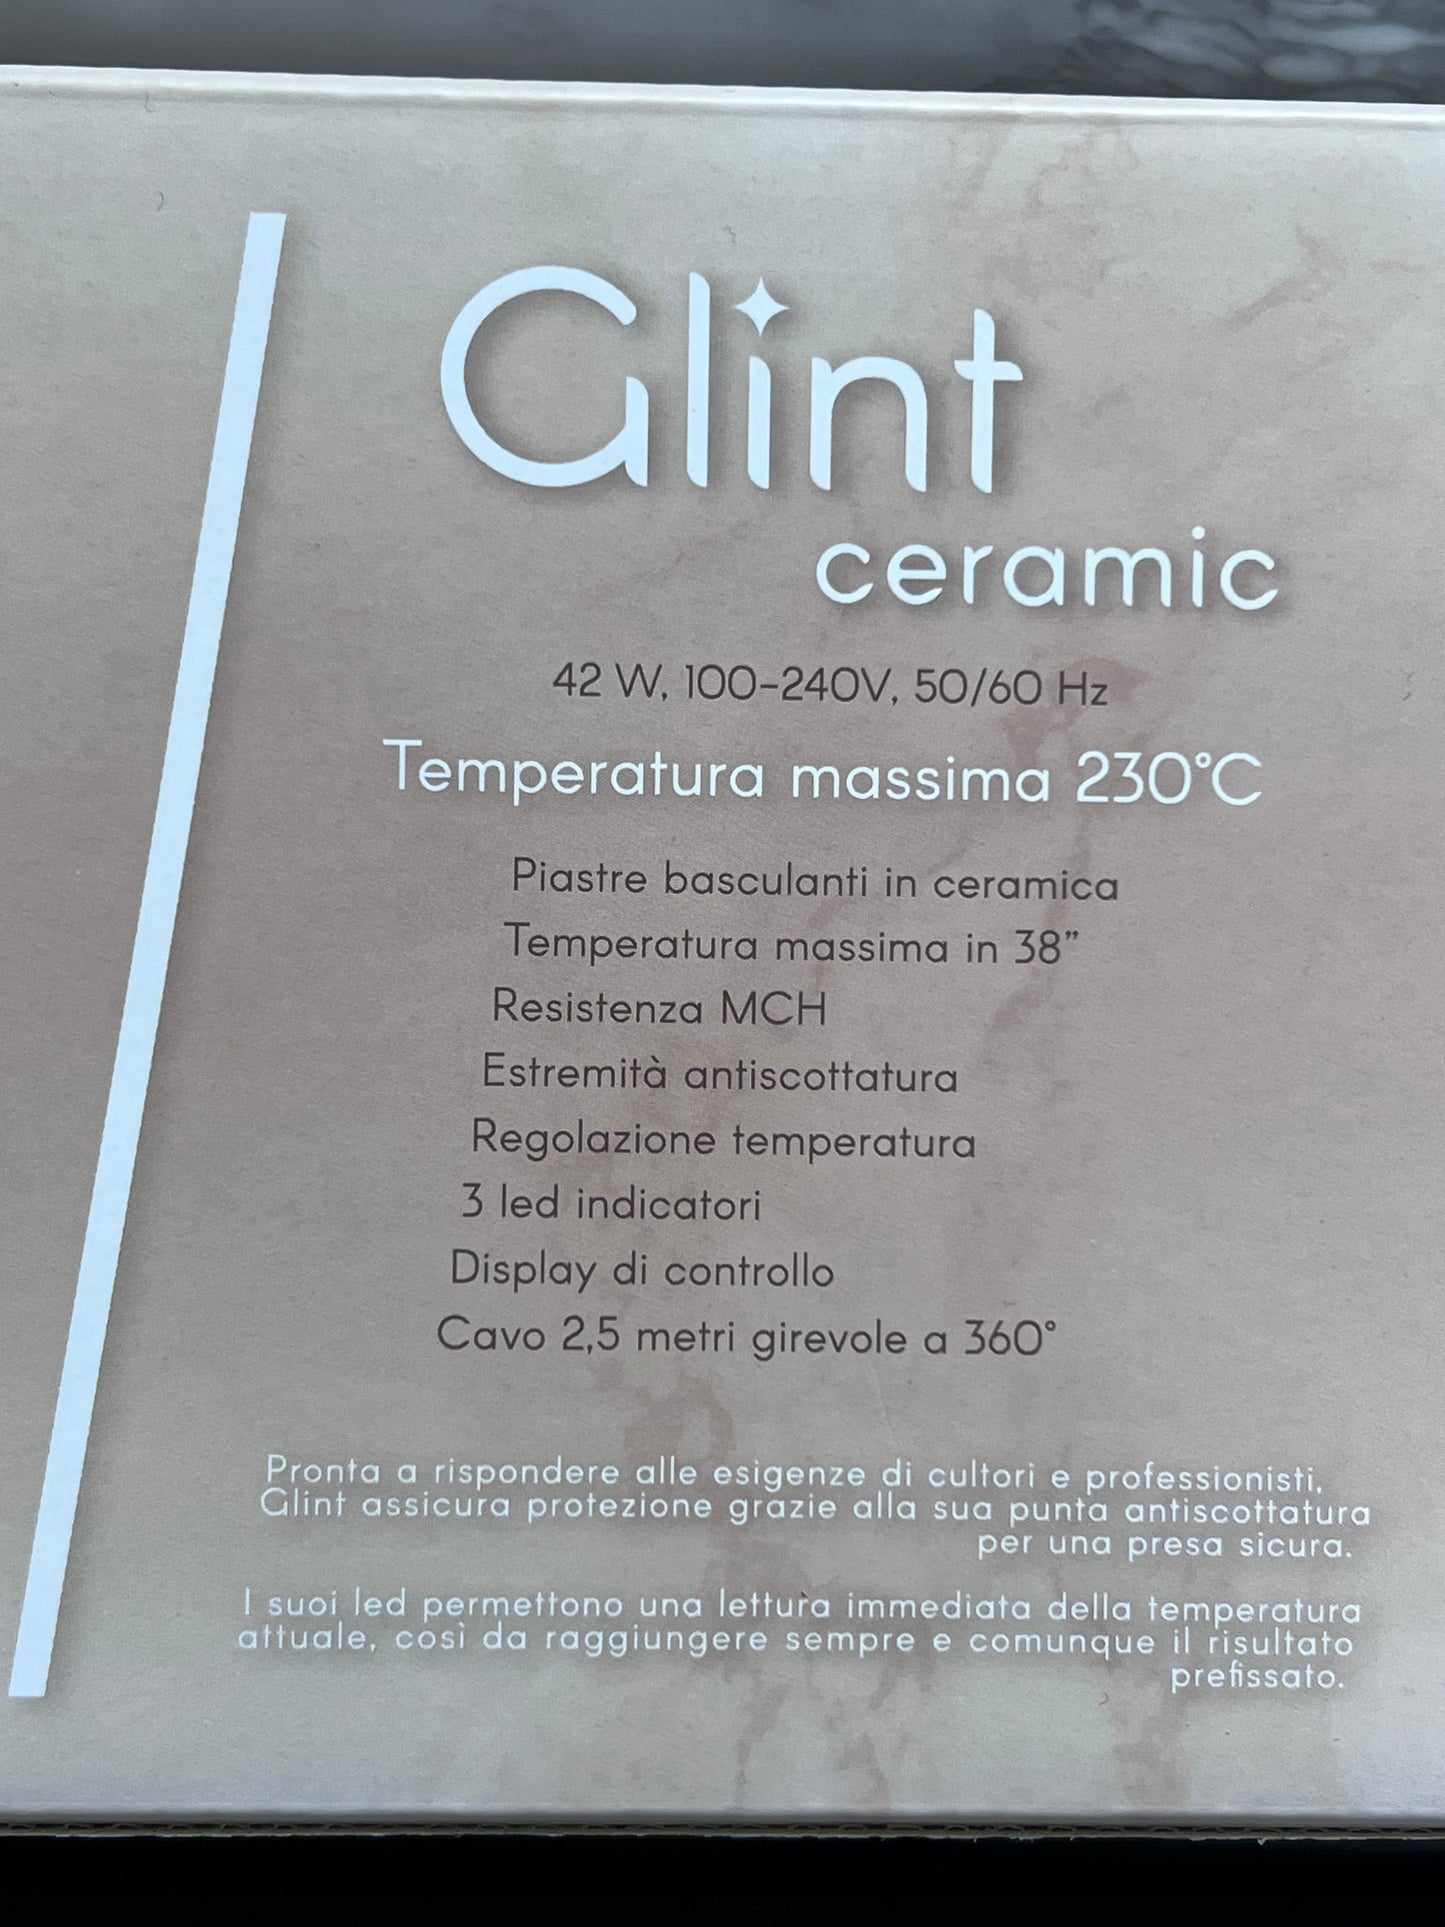 Glint
ceramic
42 W, 100-240V, 50/60 Hz
Temperatura massima 230°C
Piastre basculanti in ceramica
Temperatura massima in 38”
Resistenza MCH
Estremità antiscottatura
Regolazione temperatura
3 led indicatori
Display di controllo
Cavo 2,5 metri girevole a 360°
Pronta a rispondere alle esigenze di cultori e professionisti.
Glint assicura protezione grazie alla sua punta antiscottatura
per una presa sicura.
I suoi led permettono una lettura immediata della temperatura
attuale, così da raggiungere sempre e comunque il risultato
prefissato.